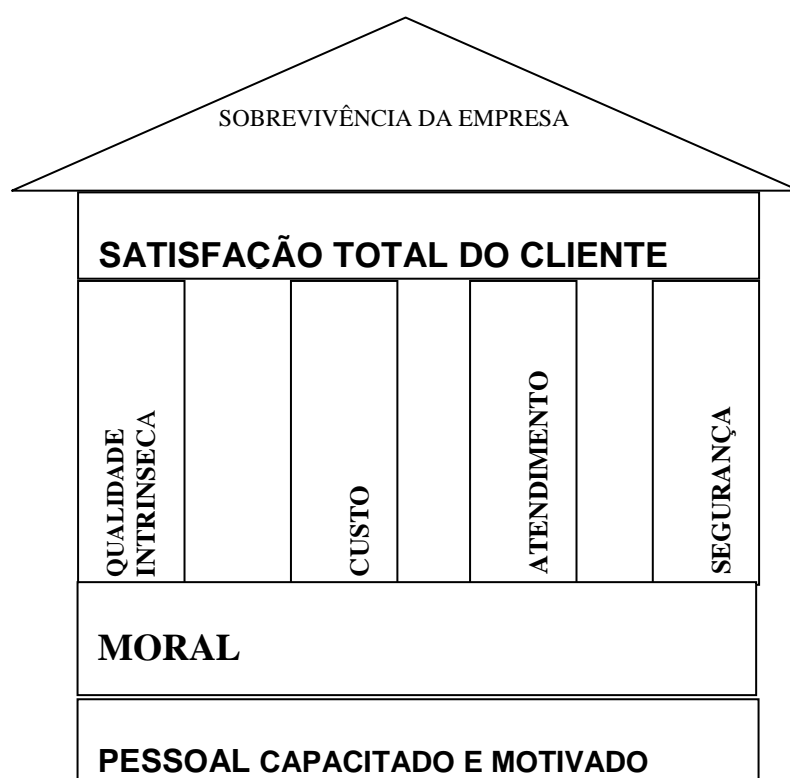 SOBREVIVÊNCIA DA EMPRESA
SATISFAÇÃO TOTAL DO CLIENTE
QUALIDADE
INTRINSECA
CUSTO
ATENDIMENTO
SEGURANÇA
MORAL
PESSOAL CAPACITADO E MOTIVADO